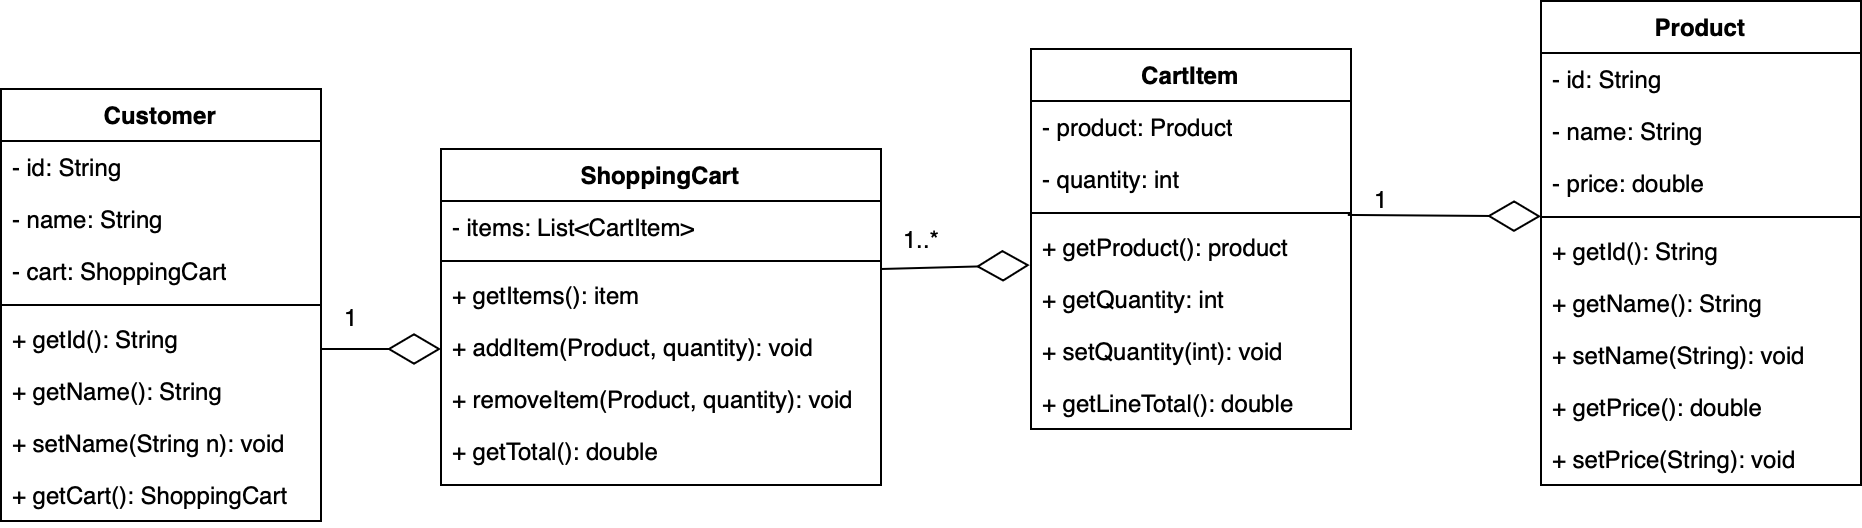 Customer
- id: String
- name: String
- cart: ShoppingCart
+ getId(): String
+ getName(): String
+ setName(String n): void
+ getCart(): ShoppingCart
1
ShoppingCart
- items: List<CartItem>
+ getItems(): item
+ addItem(Product, quantity): void
+ removeItem(Product, quantity): void
+ getTotal(): double
1..*
CartItem
- product: Product
- quantity: int
+ getProduct(): product
+ getQuantity: int
+ setQuantity(int): void
+ getLineTotal(): double
1
Product
- id: String
- name: String
- price: double
+ getId(): String
+ getName(): String
+ setName(String): void
+ getPrice(): double
+ setPrice(String): void